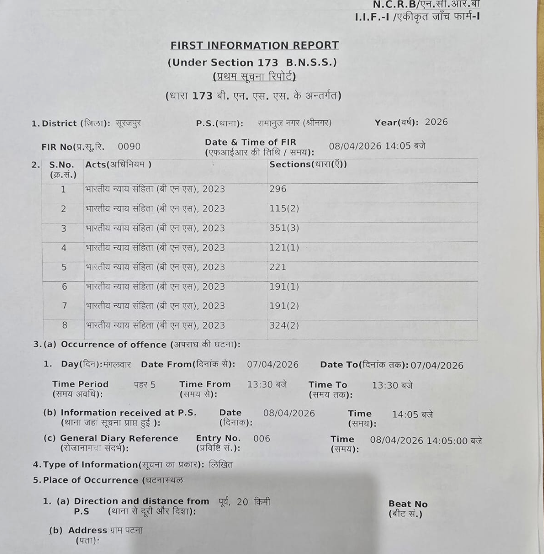 N.C.R.B/एन.सी.आर.बी
I.I.F.-I /एकीकृत जाँच फार्म-I
FIRST INFORMATION REPORT
(Under Section 173 B.N.S.S.)
(प्रथम सूचना रिपोर्ट)
(धारा 173 बी. एन. एस. एस. के अन्तर्गत)
1. District (जिला): सूरजपुर P.S.(थाना): रामानुज नगर (श्रीनगर) Year(वर्ष): 2026
FIR No(प्र.सू.रि. 0090 Date & Time of FIR 08/04/2026 14:05 बजे
(एफआईआर की तिथि / समय):
2. S.No. Acts(अधिनियम ) Sections(धारा(एँ))
(क्र.सं.)
1 भारतीय न्याय संहिता (बी एन एस), 2023 296
2 भारतीय न्याय संहिता (बी एन एस), 2023 115(2)
3 भारतीय न्याय संहिता (बी एन एस), 2023 351(3)
4 भारतीय न्याय संहिता (बी एन एस), 2023 121(1)
5 भारतीय न्याय संहिता (बी एन एस), 2023 221
6 भारतीय न्याय संहिता (बी एन एस), 2023 191(1)
7 भारतीय न्याय संहिता (बी एन एस), 2023 191(2)
8 भारतीय न्याय संहिता (बी एन एस), 2023 324(2)
3. (a) Occurrence of offence (अपराध की घटना):
1. Day(दिन):मंगलवार Date From(दिनांक से): 07/04/2026 Date To(दिनांक तक): 07/04/2026
Time Period पहर 5 Time From 13:30 बजे Time To 13:30 बजे
(समय अवधि): (समय से): (समय तक):
(b) Information received at P.S. Date 08/04/2026 Time 14:05 बजे
(थाना जहा सूचना प्राप्त हुई ): (दिनांक): (समय):
(c) General Diary Reference Entry No. 006 Time 08/04/2026 14:05:00 बजे
(रोजनामचा संदर्भ): (प्रविष्टि सं.): (समय):
4. Type of Information(सूचना का प्रकार): लिखित
5. Place of Occurrence (घटनास्थल
1. (a) Direction and distance from पूर्व, 20 किमी Beat No
P.S (थाना से दूरी और दिशा): (बीट सं.)
(b) Address ग्राम पटना
(पता):